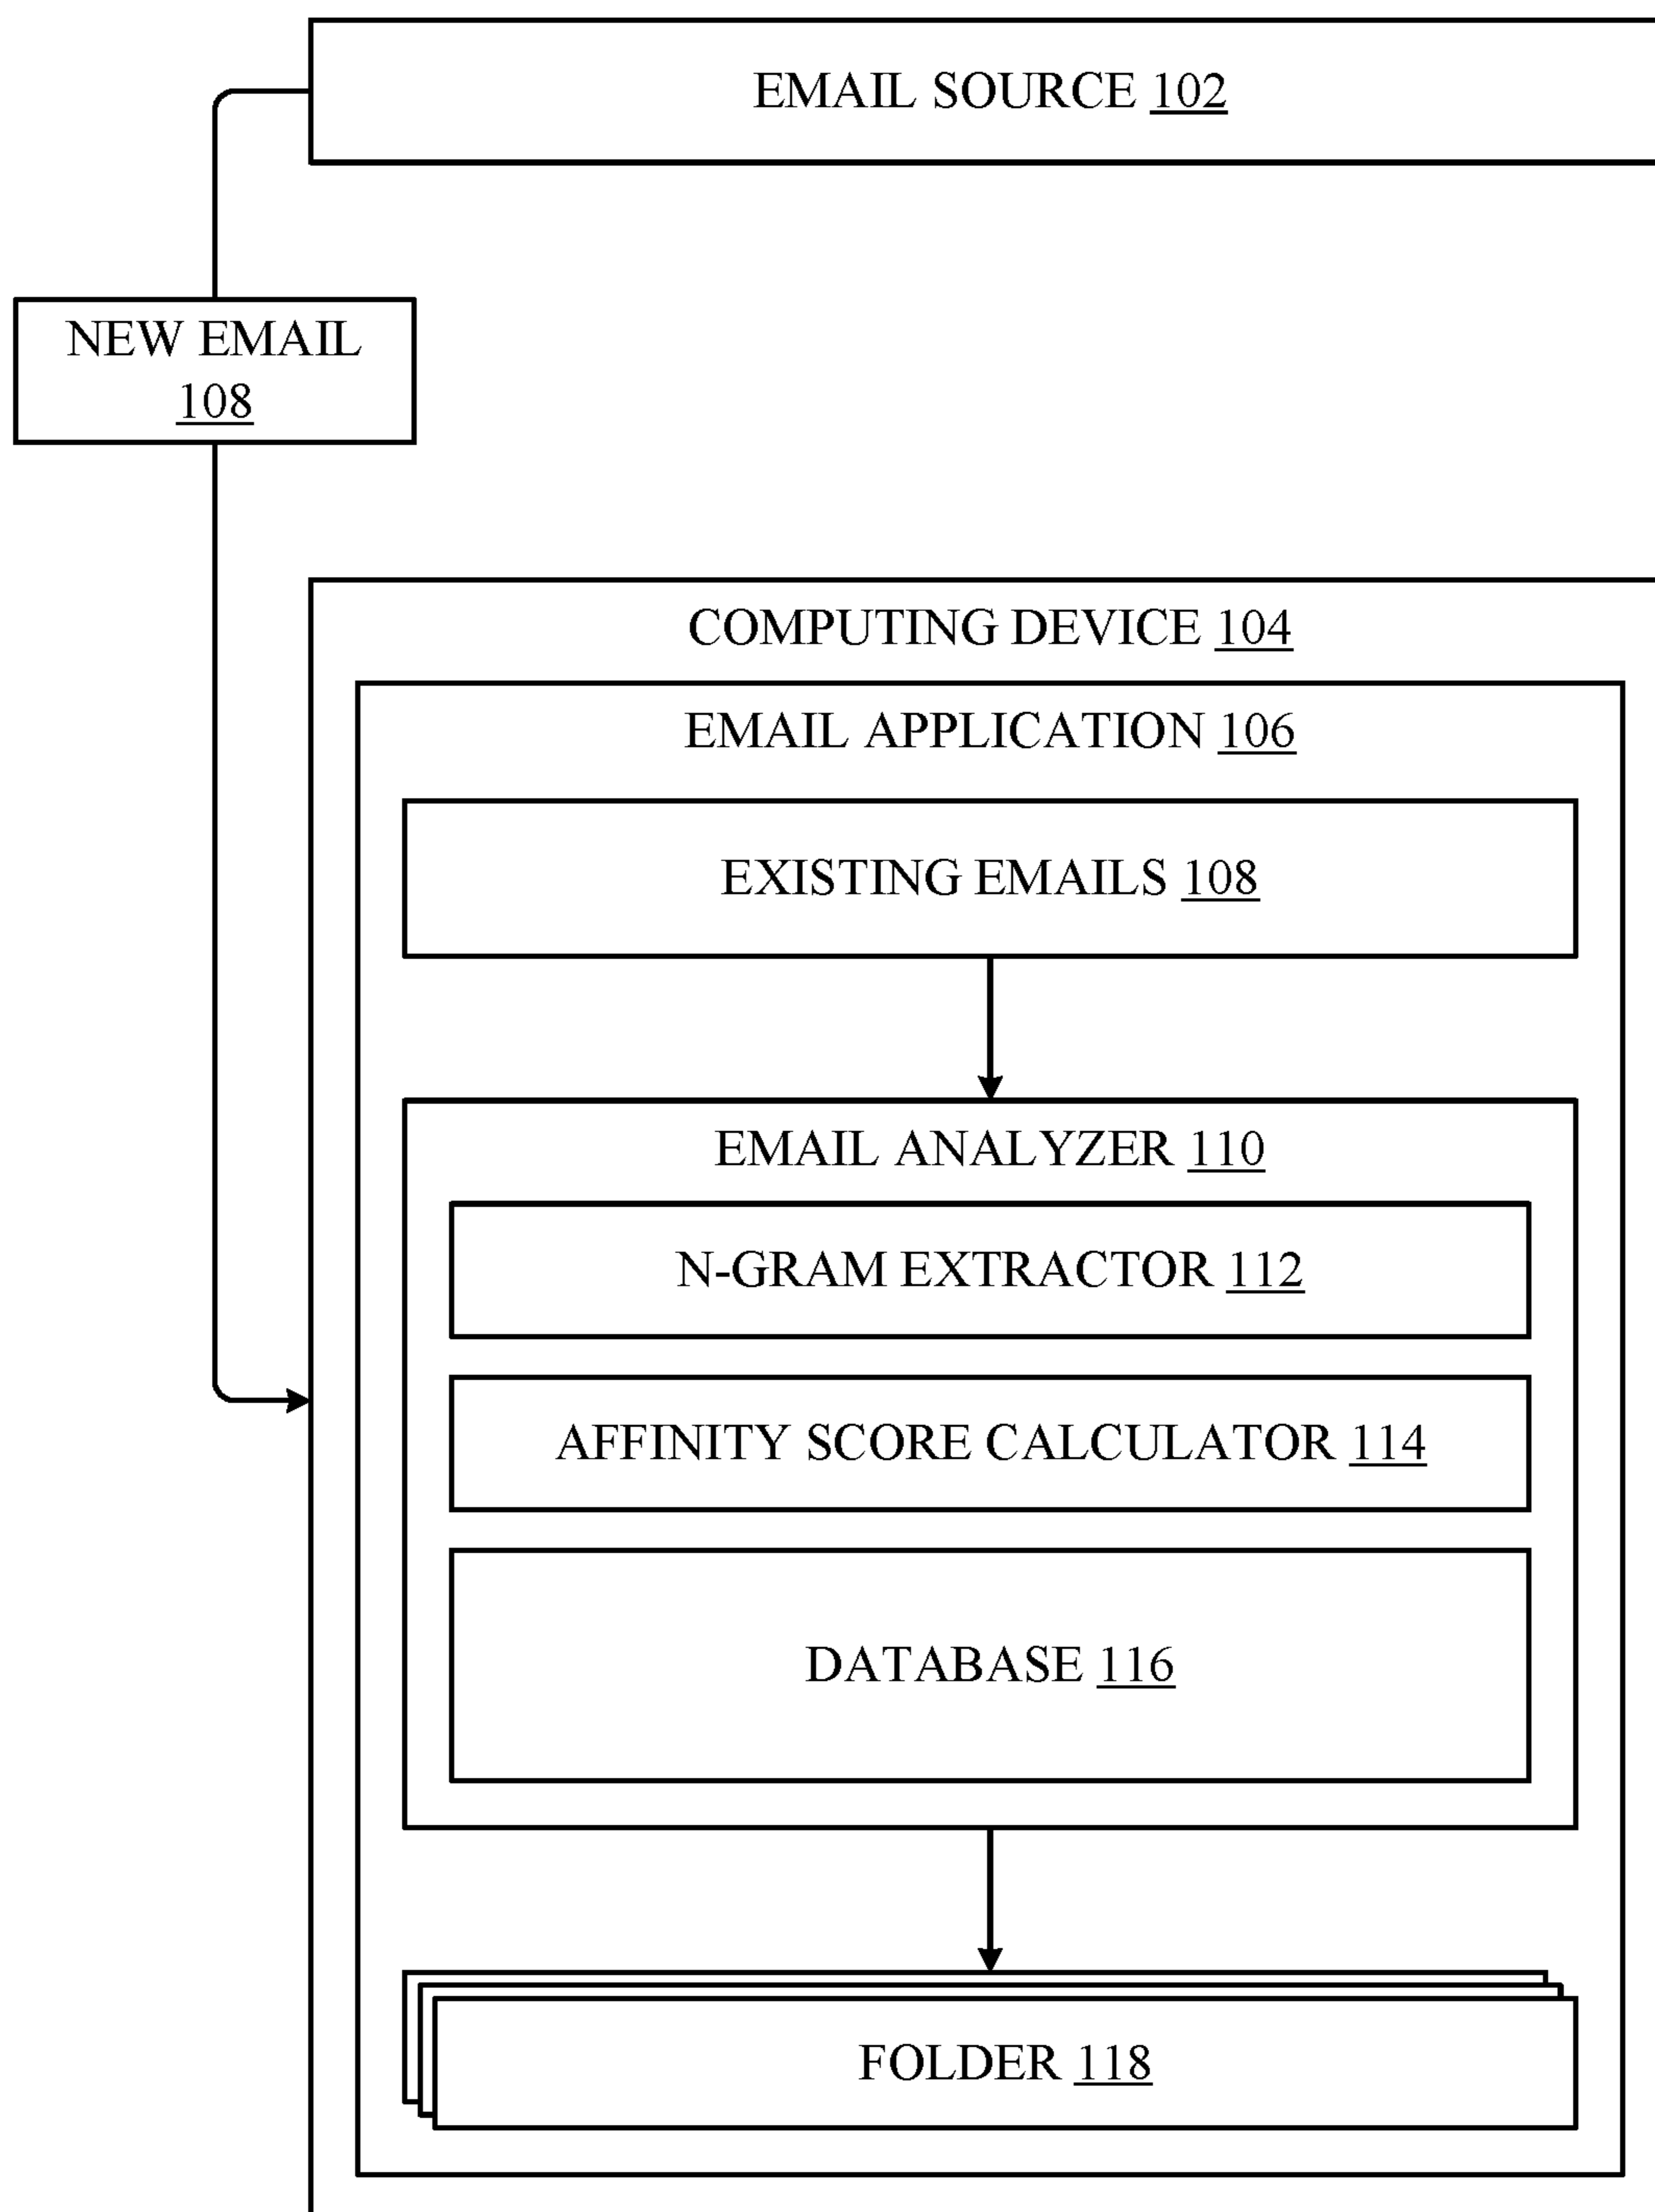 EMAIL SOURCE 102
NEW EMAIL
108
COMPUTING DEVICE 104
EMAIL APPLICATION 106
EXISTING EMAILS 108
EMAIL ANALYZER 110
N-GRAM EXTRACTOR 112
AFFINITY SCORE CALCULATOR 114
DATABASE 116
FOLDER 118